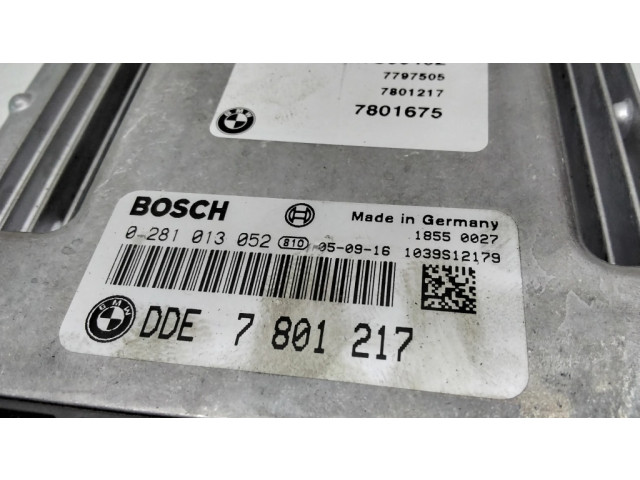 7797505
7801217
7801675
BOSCH
Made in Germany
0 281 013 052 810 05-09-16
1855 0027
1039S12179
BMW DDE 7 801 217